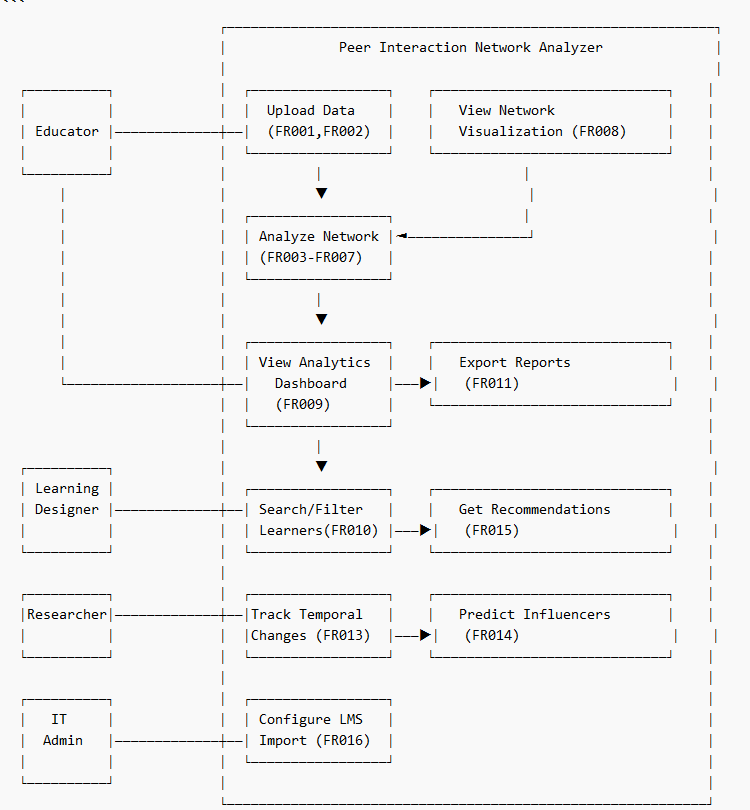 ```
Peer Interaction Network Analyzer
Upload Data
(FR001,FR002)
View Network
Visualization (FR008)
Educator
Analyze Network
(FR003-FR007)
View Analytics
Dashboard
(FR009)
Export Reports
(FR011)
Learning
Designer
Search/Filter
Learners(FR010)
Get Recommendations
(FR015)
Researcher
Track Temporal
Changes (FR013)
Predict Influencers
(FR014)
IT
Admin
Configure LMS
Import (FR016)